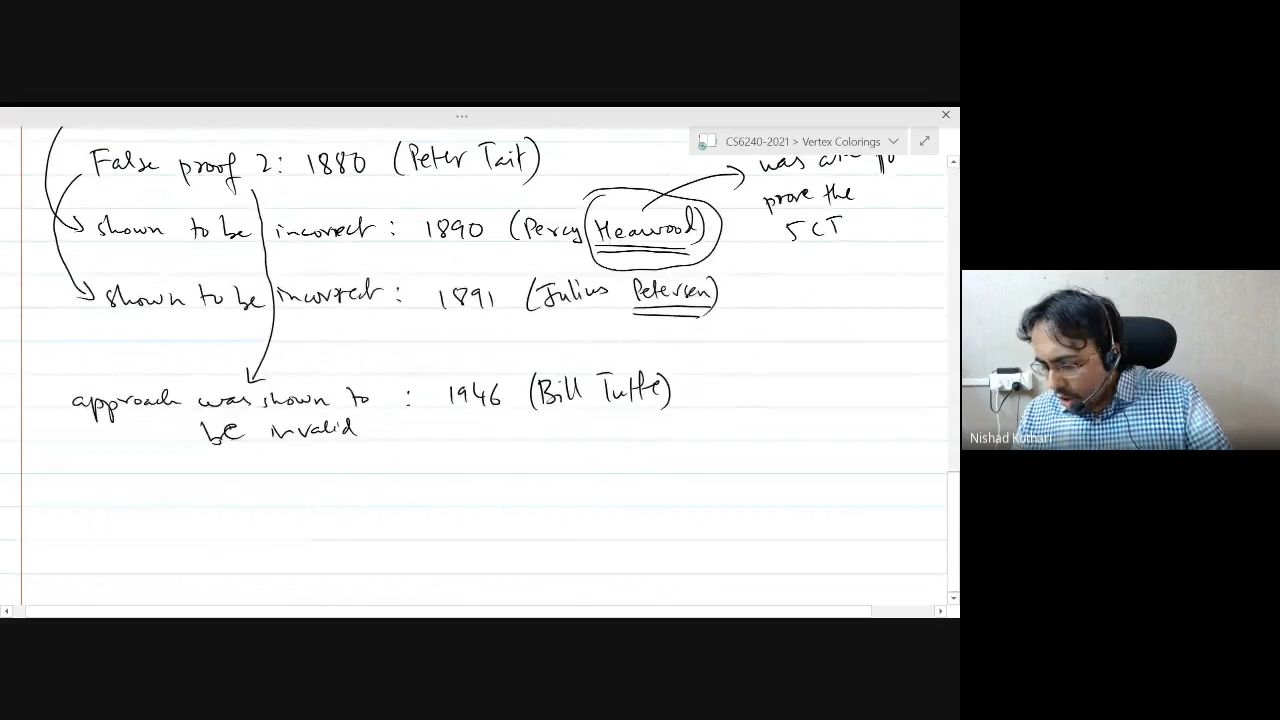 CS6240-2021 > Vertex Colorings
False proof 2: 1880 (Peter Tait)
was able to
prove the
5CT
shown to be incorrect: 1890 (Percy Heawood)
shown to be incorrect: 1891 (Julius Petersen)
approach was shown to : 1946 (Bill Tutte)
be invalid
Nishad Kothari